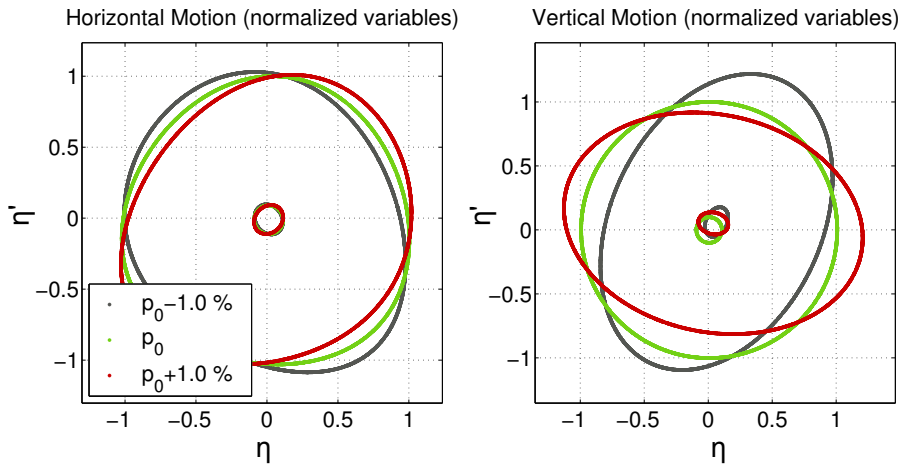 Horizontal Motion (normalized variables)
1
0.5
0
−0.5
−1
η'
p0−1.0 %
p0
p0+1.0 %
−1 −0.5 0 0.5 1
η
Vertical Motion (normalized variables)
1
0.5
0
−0.5
−1
η'
−1 −0.5 0 0.5 1
η